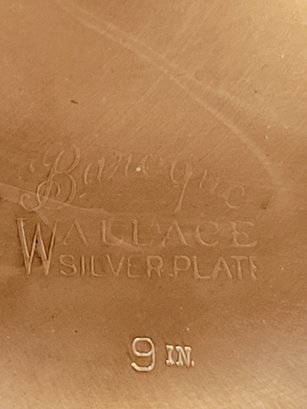 Baroque
WALLACE
SILVER.PLATE
9 IN.